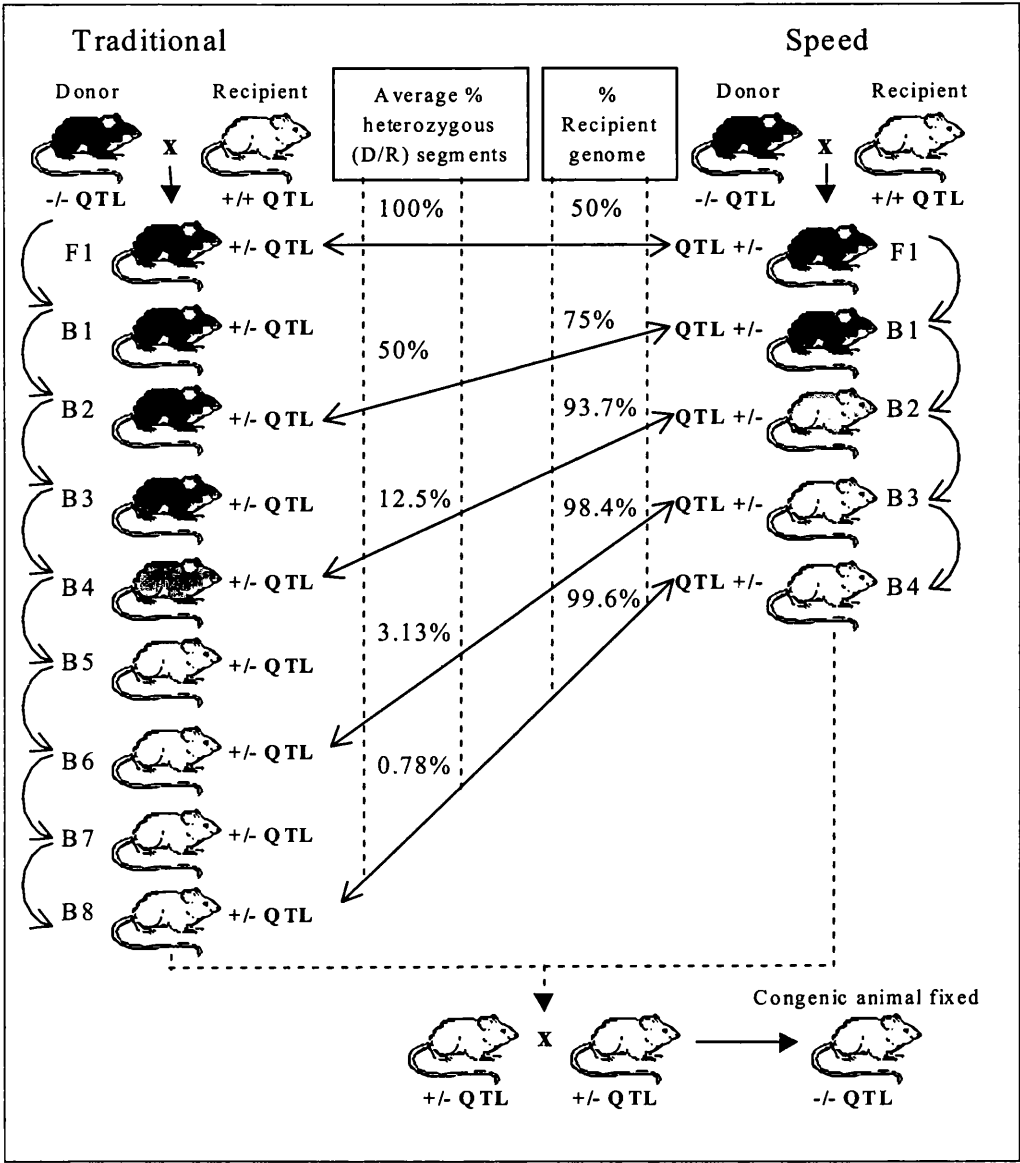 Traditional
Speed
Donor
Recipient
Average %
heterozygous
(D/R) segments
%
Recipient
genome
Donor
Recipient
X
X
-/- QTL
+/+ QTL
-/- QTL
+/+ QTL
100%
50%
F1
+/- QTL
QTL +/-
F1
B1
+/- QTL
50%
75%
QTL +/-
B1
B2
+/- QTL
93.7%
QTL +/-
B2
B3
+/- QTL
12.5%
98.4%
QTL +/-
B3
B4
+/- QTL
99.6%
QTL +/-
B4
3.13%
B5
+/- QTL
B6
+/- QTL
0.78%
B7
+/- QTL
B8
+/- QTL
Congenic animal fixed
X
+/- QTL
+/- QTL
-/- QTL